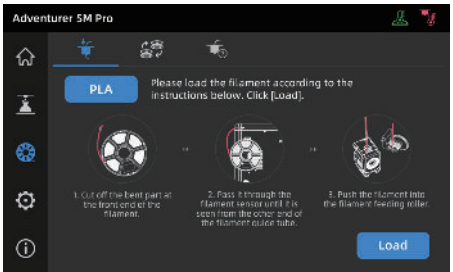 Adventurer 5M Pro
PLA
Please load the filament according to the
instructions below. Click [Load].
1. Cut off the bent part at
the front end of the
filament.
2. Pass it through the
filament sensor until it is
seen from the other end of
the filament guide tube.
3. Push the filament into
the filament feeding roller.
Load